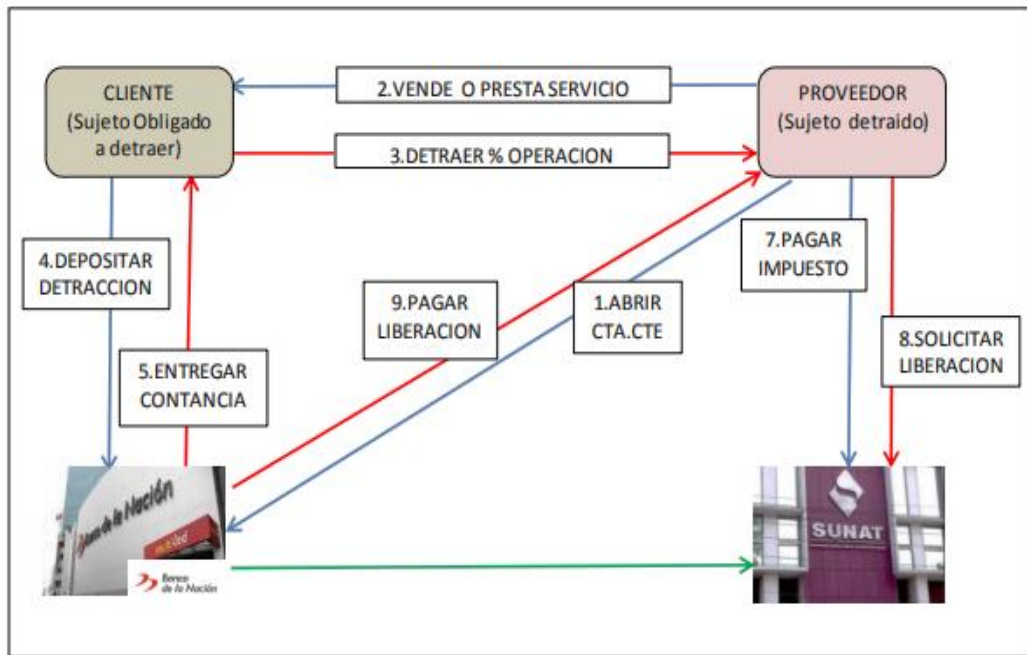 CLIENTE
(Sujeto Obligado
a detraer)
2.VENDE O PRESTA SERVICIO
PROVEEDOR
(Sujeto detraido)
3.DETRAER % OPERACION
4.DEPOSITAR
DETRACCION
5.ENTREGAR
CONTANCIA
9.PAGAR
LIBERACION
1.ABRIR
CTA.CTE
7.PAGAR
IMPUESTO
8.SOLICITAR
LIBERACION
de la Nación
Banco
de la Nación
SUNAT